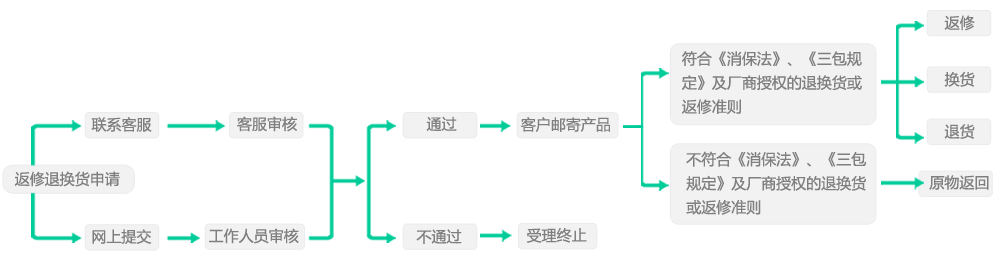 返修退换货申请
联系客服
客服审核
网上提交
工作人员审核
通过
不通过
客户邮寄产品
受理终止
符合《消保法》、《三包规
定》及厂商授权的退换货或
返修准则
不符合《消保法》、《三包
规定》及厂商授权的退换货
或返修准则
返修
换货
退货
原物返回